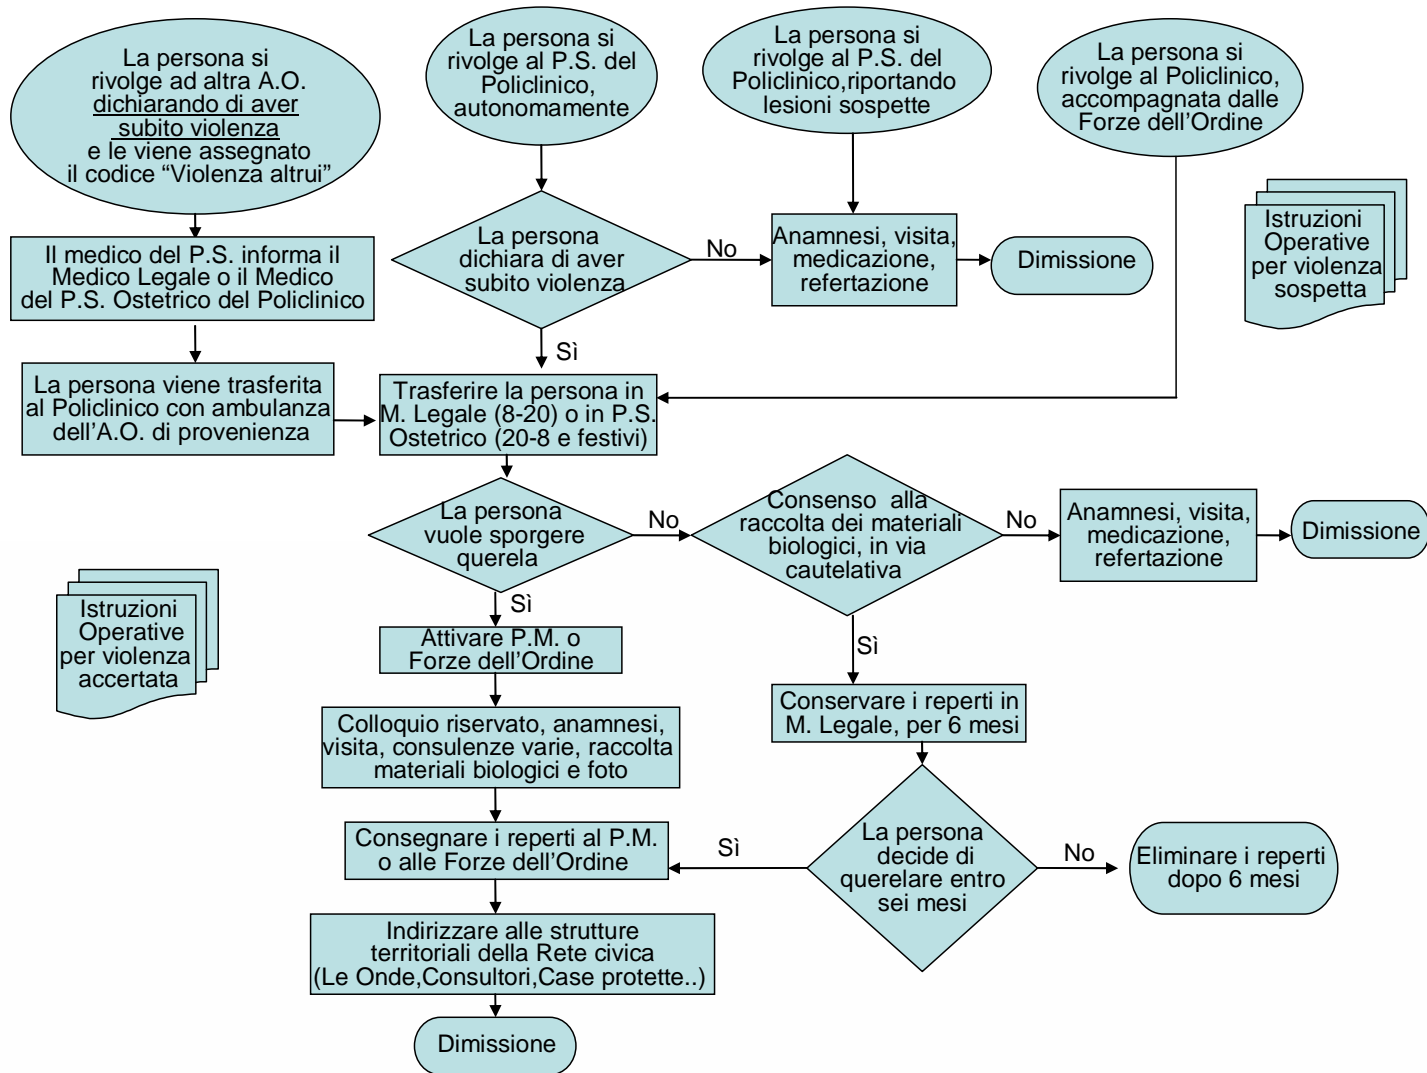 La persona si
rivolge ad altra A.O.
dichiarando di aver
subito violenza
e le viene assegnato
il codice “Violenza altrui”
La persona si
rivolge al P.S. del
Policlinico,
autonomamente
La persona si
rivolge al P.S. del
Policlinico,riportando
lesioni sospette
La persona si
rivolge al Policlinico,
accompagnata dalle
Forze dell’Ordine
Il medico del P.S. informa il
Medico Legale o il Medico
del P.S. Ostetrico del Policlinico
La persona
dichiara di aver
subito violenza
No
Anamnesi, visita,
medicazione,
refertazione
Dimissione
Istruzioni
Operative
per violenza
sospetta
Sì
La persona viene trasferita
al Policlinico con ambulanza
dell’A.O. di provenienza
Trasferire la persona in
M. Legale (8-20) o in P.S.
Ostetrico (20-8 e festivi)
La persona
vuole sporgere
querela
No
Consenso alla
raccolta dei materiali
biologici, in via
cautelativa
No
Anamnesi, visita,
medicazione,
refertazione
Dimissione
Istruzioni
Operative
per violenza
accertata
Sì
Attivare P.M. o
Forze dell’Ordine
Sì
Colloquio riservato, anamnesi,
visita, consulenze varie, raccolta
materiali biologici e foto
Conservare i reperti in
M. Legale, per 6 mesi
Consegnare i reperti al P.M.
o alle Forze dell’Ordine
Sì
La persona
decide di
querelare entro
sei mesi
No
Eliminare i reperti
dopo 6 mesi
Indirizzare alle strutture
territoriali della Rete civica
(Le Onde,Consultori,Case protette..)
Dimissione